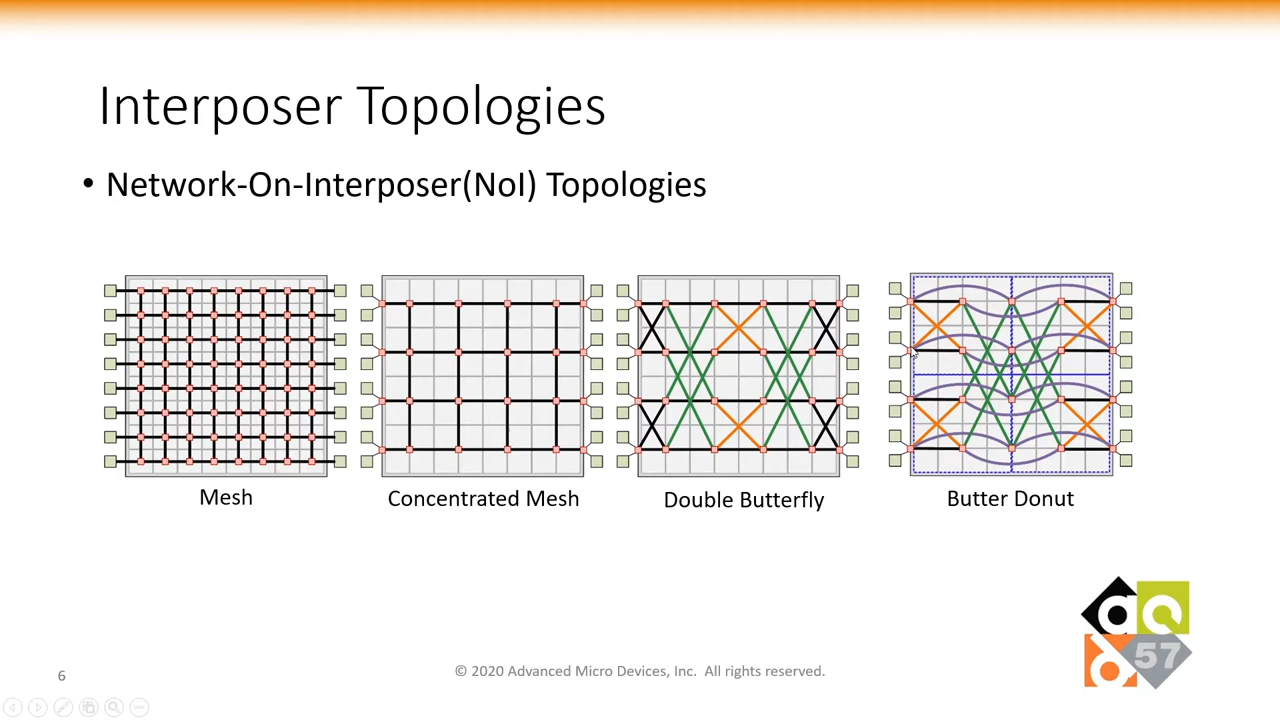 Interposer Topologies
• Network-On-Interposer(NoI) Topologies
Mesh
Concentrated Mesh
Double Butterfly
Butter Donut
57
6
© 2020 Advanced Micro Devices, Inc. All rights reserved.